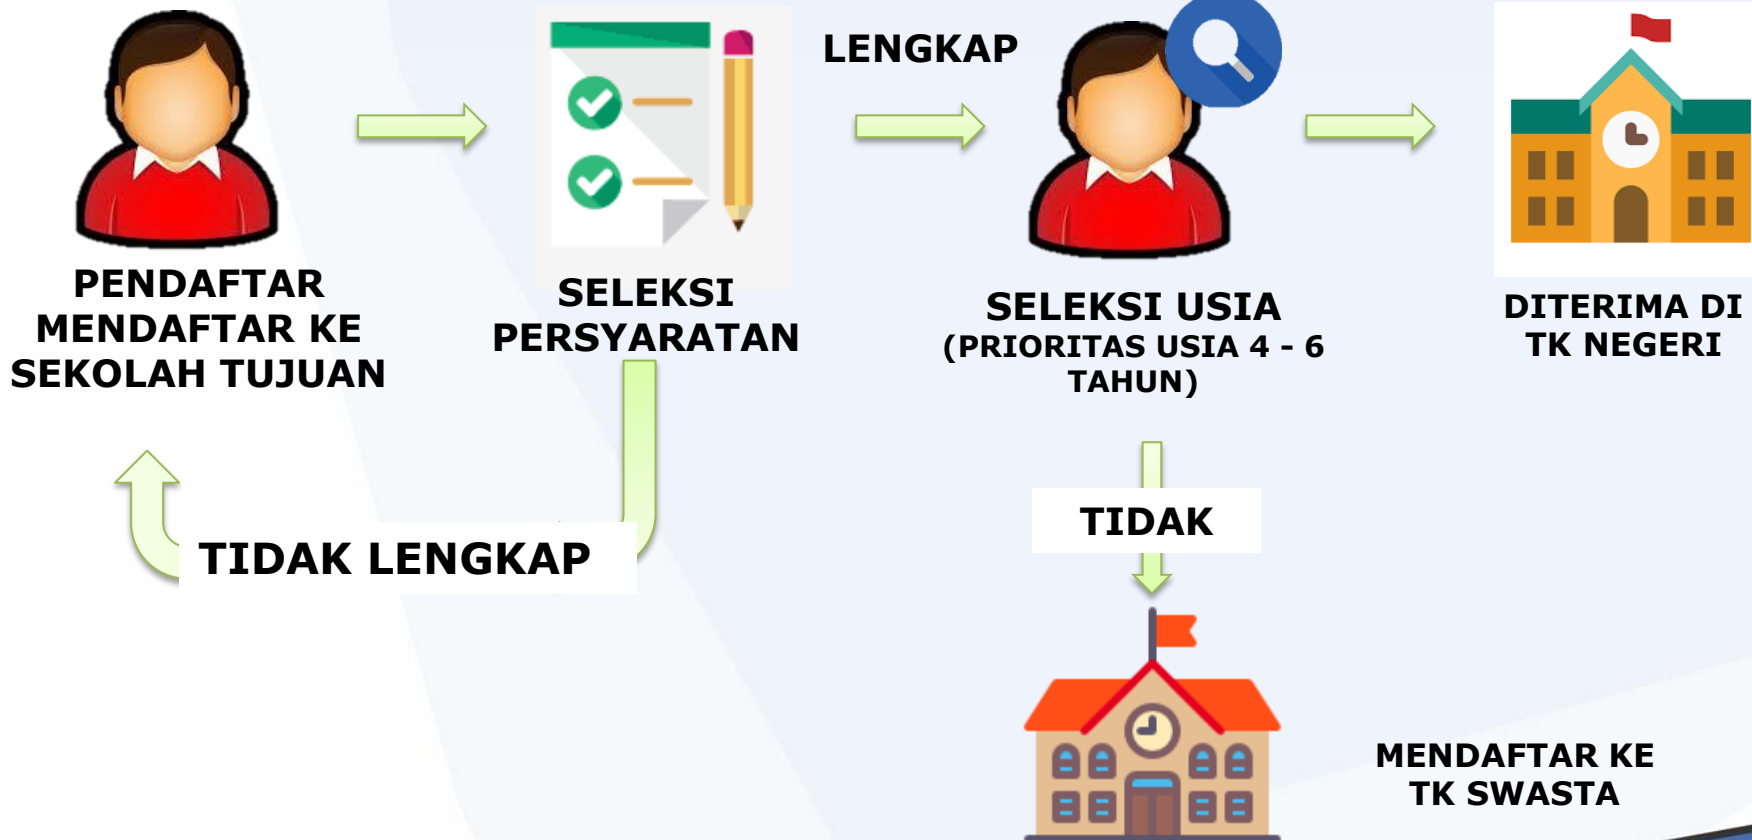 LENGKAP
PENDAFTAR
MENDAFTAR KE
SEKOLAH TUJUAN
SELEKSI
PERSYARATAN
SELEKSI USIA
(PRIORITAS USIA 4 - 6
TAHUN)
DITERIMA DI
TK NEGERI
TIDAK LENGKAP
TIDAK
MENDAFTAR KE
TK SWASTA